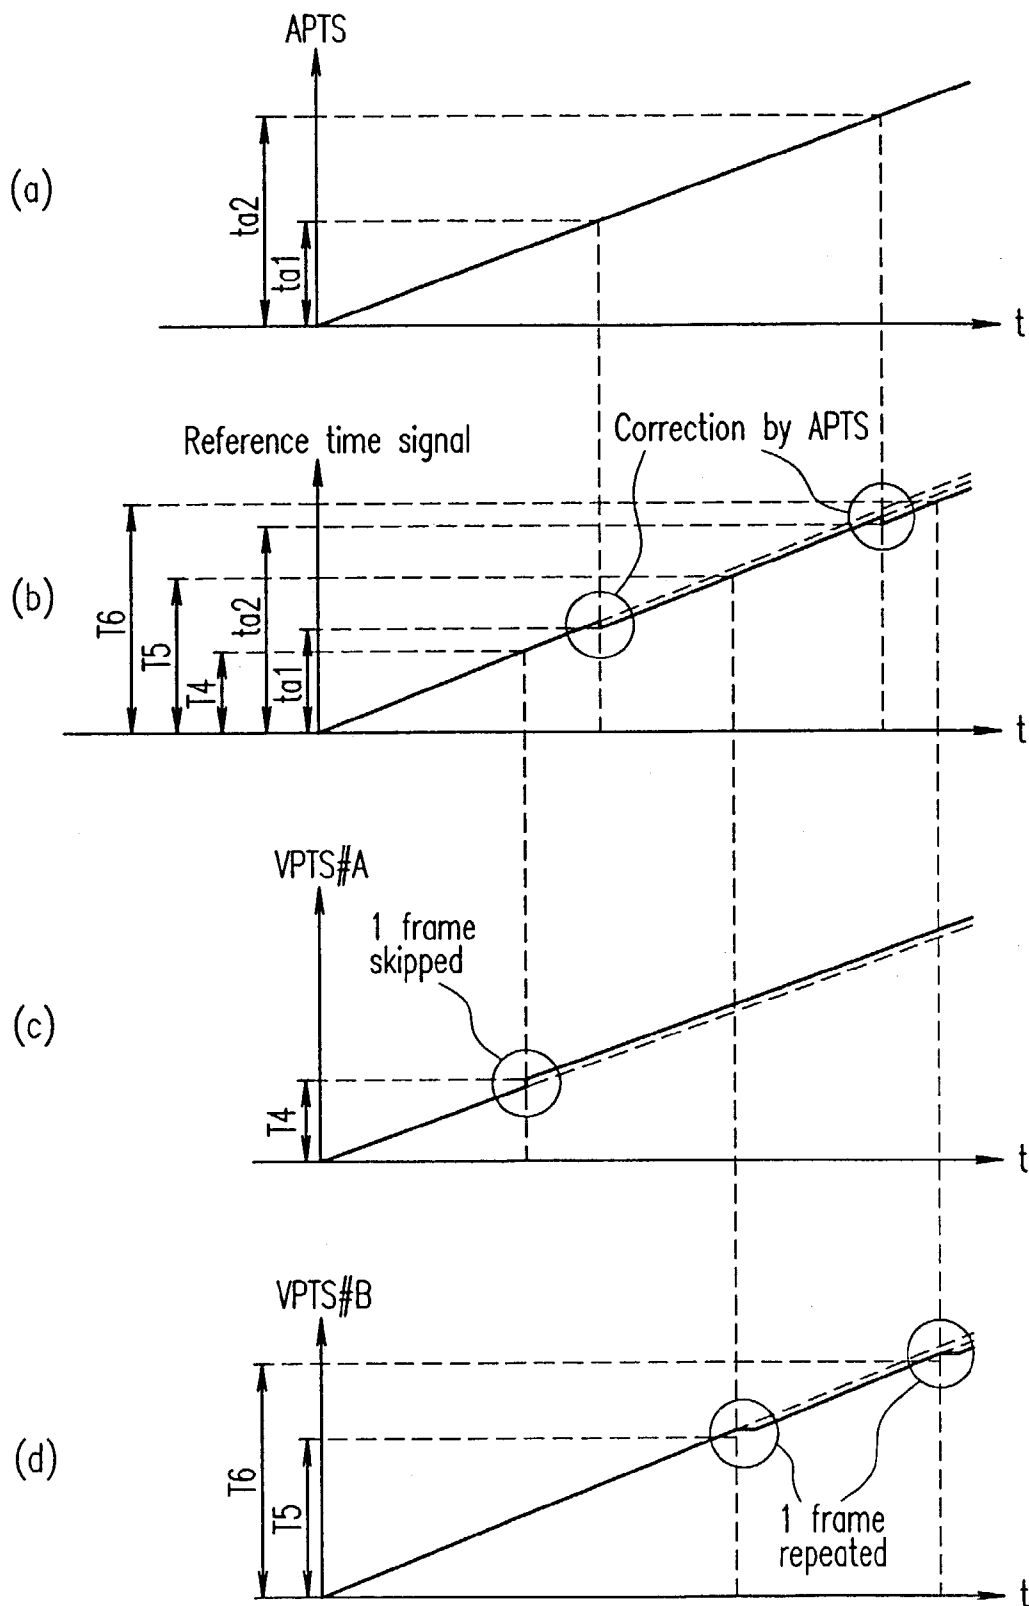 APTS
(a)
ta2
ta1
t
Reference time signal
Correction by APTS
(b)
T6
T5
T4
ta2
ta1
t
VPTS#A
1 frame
skipped
(c)
T4
t
VPTS#B
(d)
T6
T5
1 frame
repeated
t